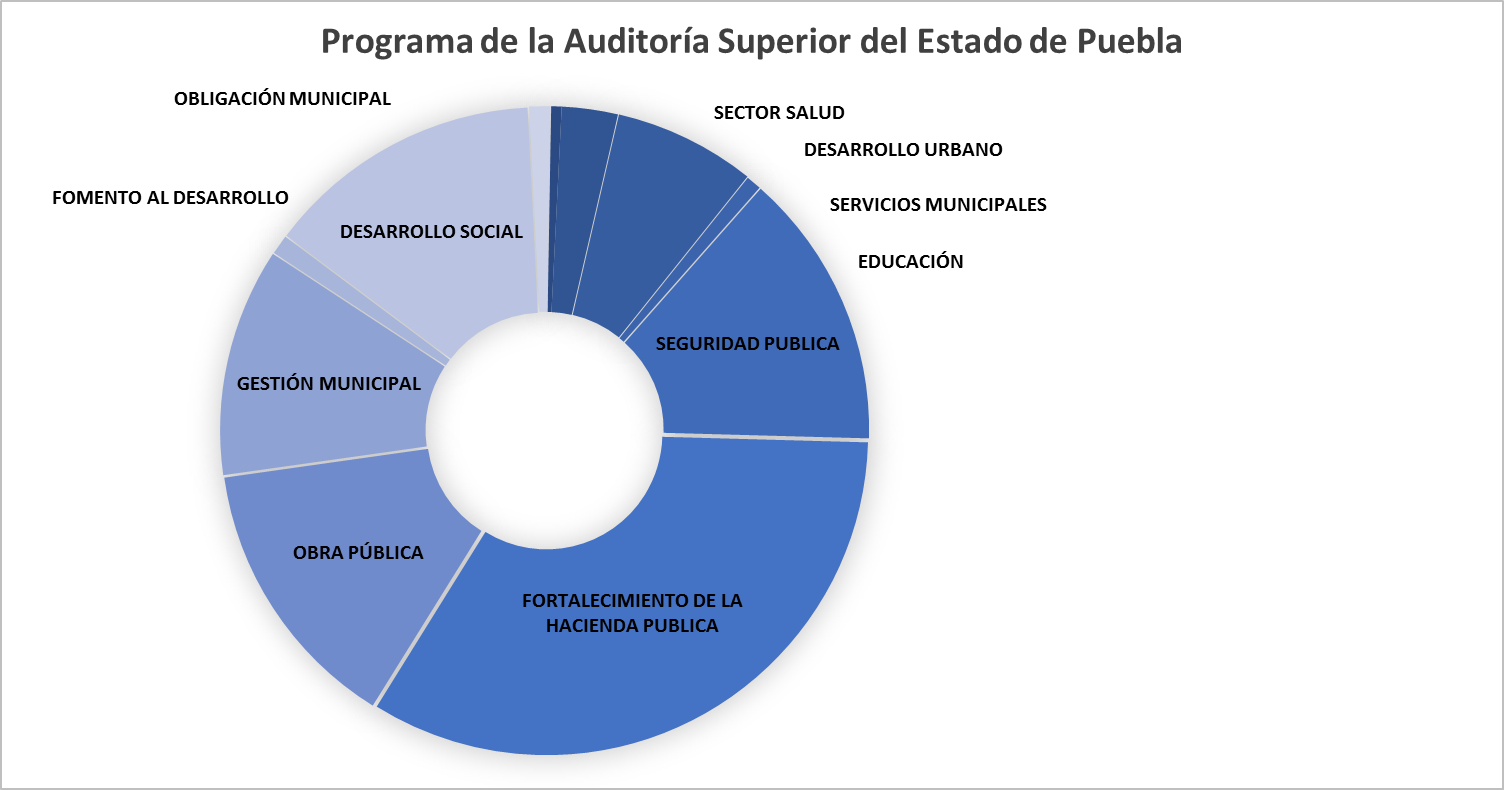 Programa de la Auditoría Superior del Estado de Puebla
OBLIGACIÓN MUNICIPAL
SECTOR SALUD
DESARROLLO URBANO
FOMENTO AL DESARROLLO
SERVICIOS MUNICIPALES
DESARROLLO SOCIAL
EDUCACIÓN
SEGURIDAD PUBLICA
GESTIÓN MUNICIPAL
OBRA PÚBLICA
FORTALECIMIENTO DE LA
HACIENDA PUBLICA